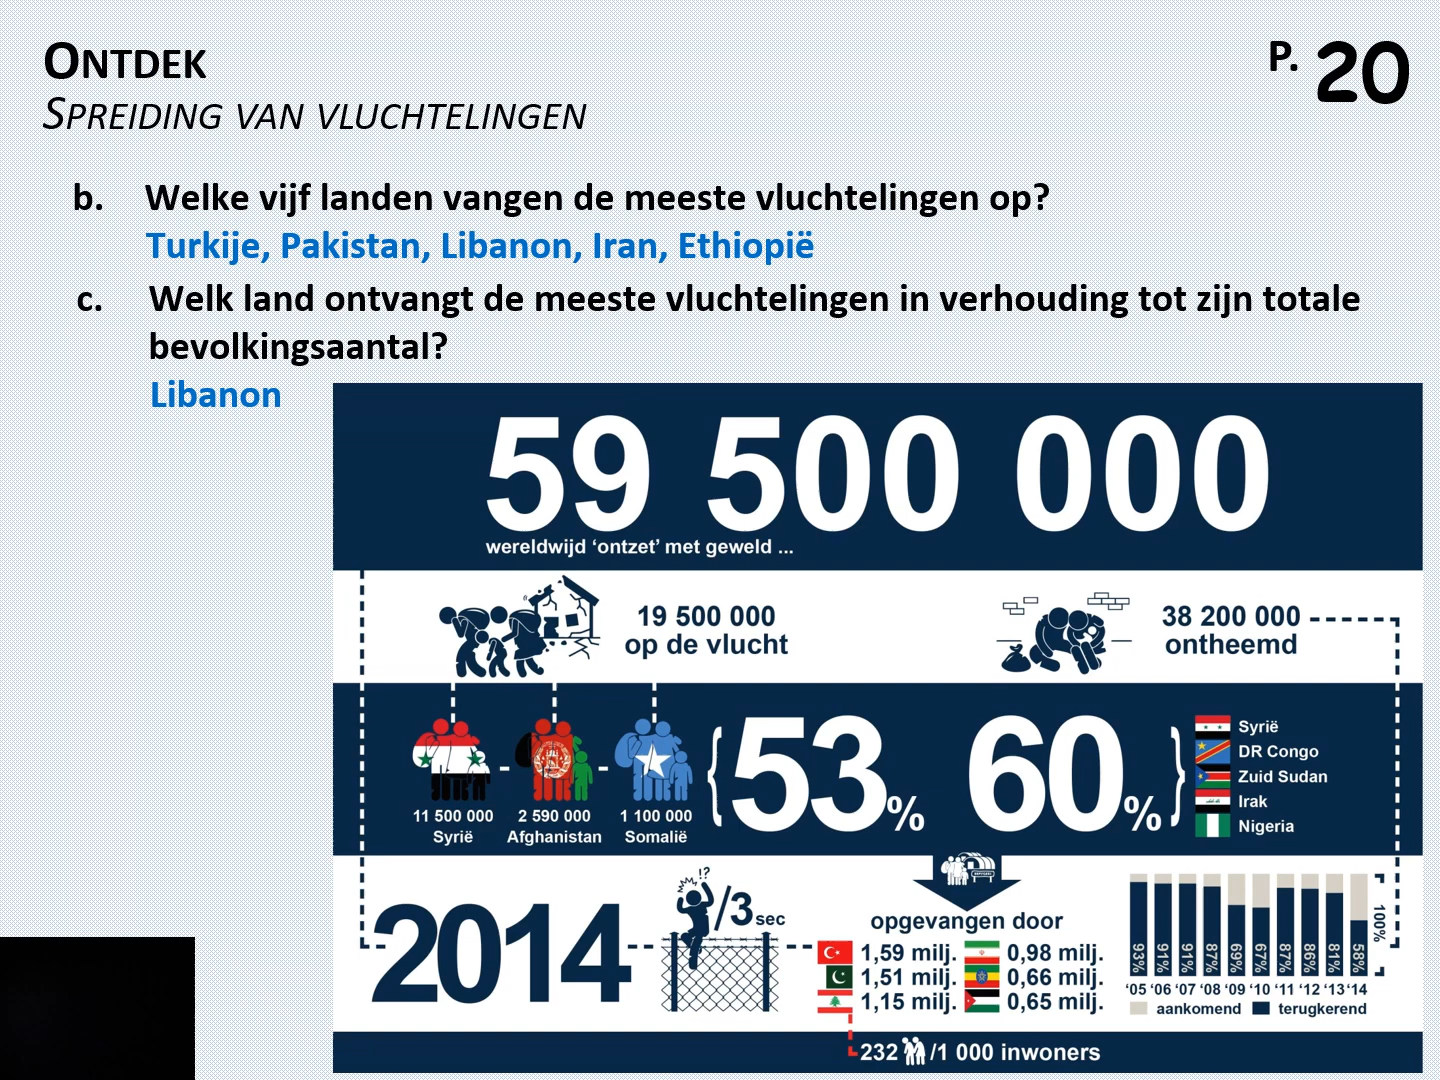 ONTDEK
P. 20
SPREIDING VAN VLUCHTELINGEN
b. Welke vijf landen vangen de meeste vluchtelingen op?
Turkije, Pakistan, Libanon, Iran, Ethiopië
c. Welk land ontvangt de meeste vluchtelingen in verhouding tot zijn totale
bevolkingsaantal?
Libanon
59 500 000
wereldwijd ‘ontzet’ met geweld ...
19 500 000
op de vlucht
38 200 000
ontheemd
11 500 000
Syrië
2 590 000
Afghanistan
1 100 000
Somalië
53%
60%
Syrië
DR Congo
Zuid Sudan
Irak
Nigeria
2014
!?
/3 sec
opgevangen door
1,59 milj.
0,98 milj.
1,51 milj.
0,66 milj.
1,15 milj.
0,65 milj.
232 /1 000 inwoners
93% 91% 91% 87% 69% 67% 87% 86% 81% 58%
100%
‘05 ‘06 ‘07 ‘08 ‘09 ‘10 ‘11 ‘12 ‘13 ‘14
aankomend terugkerend